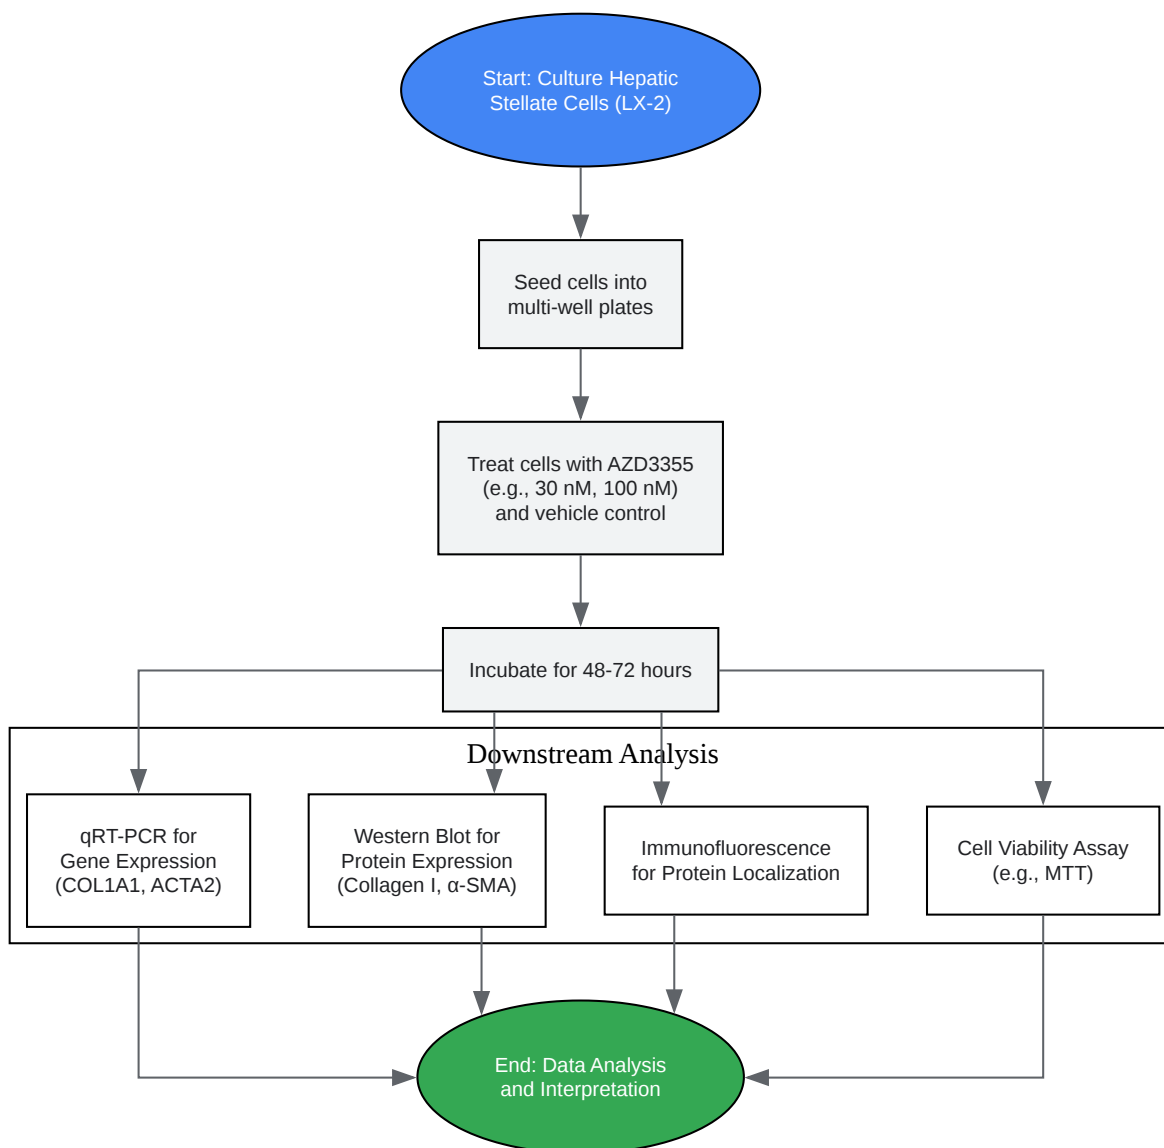 Start: Culture Hepatic
Stellate Cells (LX-2)
Seed cells into
multi-well plates
Treat cells with AZD3355
(e.g., 30 nM, 100 nM)
and vehicle control
Incubate for 48-72 hours
Downstream Analysis
qRT-PCR for
Gene Expression
(COL1A1, ACTA2)
Western Blot for
Protein Expression
(Collagen I, α-SMA)
Immunofluorescence
for Protein Localization
Cell Viability Assay
(e.g., MTT)
End: Data Analysis
and Interpretation